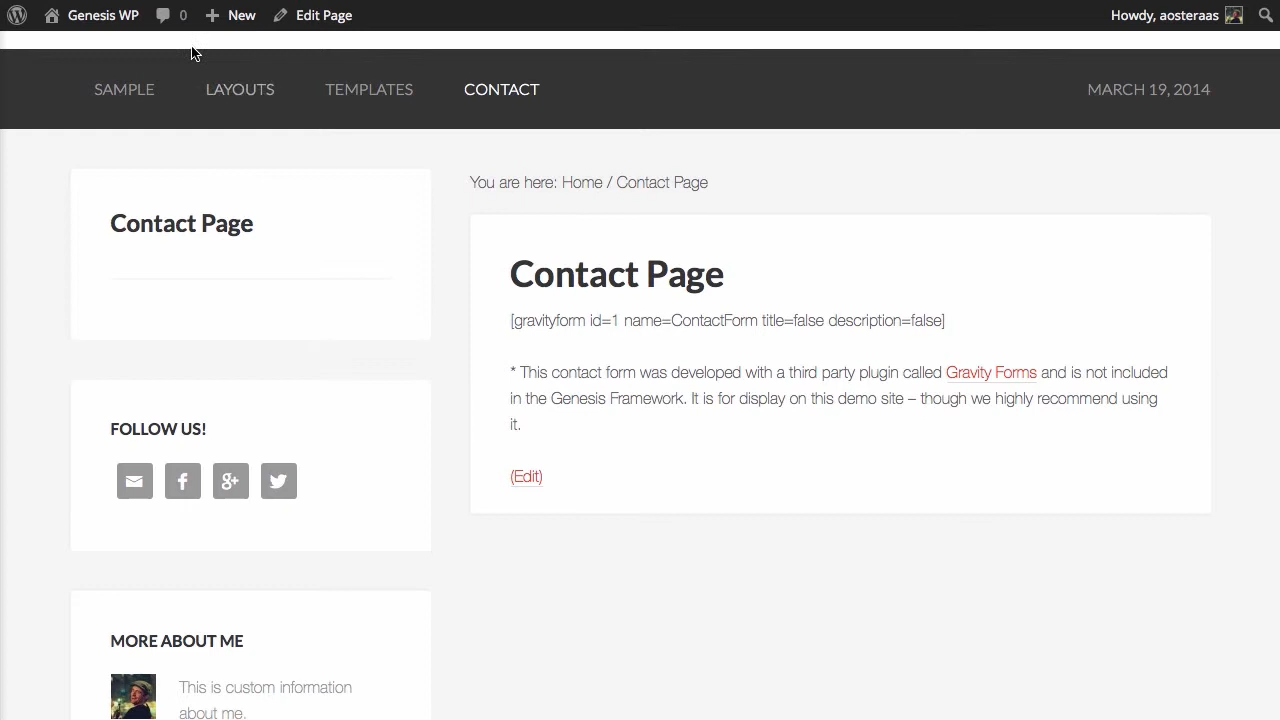 Genesis WP 0 New Edit Page Howdy, aosteraas
SAMPLE LAYOUTS TEMPLATES CONTACT MARCH 19, 2014
Contact Page
FOLLOW US!
MORE ABOUT ME
This is custom information
about me.
You are here: Home / Contact Page
Contact Page
[gravityform id=1 name=ContactForm title=false description=false]
* This contact form was developed with a third party plugin called Gravity Forms and is not included
in the Genesis Framework. It is for display on this demo site – though we highly recommend using
it.
(Edit)